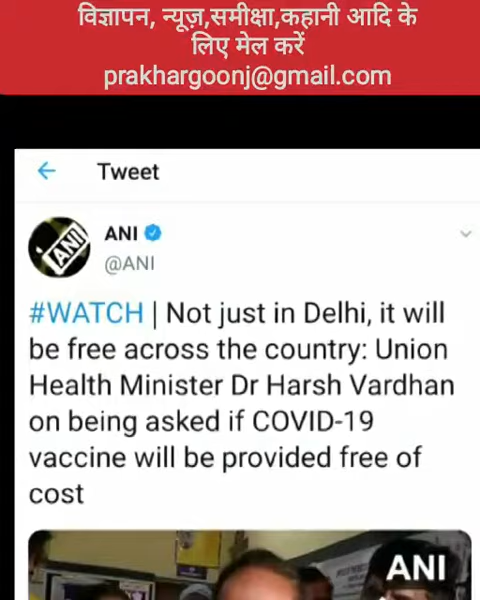 विज्ञापन, न्यूज़,समीक्षा,कहानी आदि के
लिए मेल करें
prakhargoonj@gmail.com
Tweet
ANI
ANI
@ANI
#WATCH | Not just in Delhi, it will
be free across the country: Union
Health Minister Dr Harsh Vardhan
on being asked if COVID-19
vaccine will be provided free of
cost
ANI